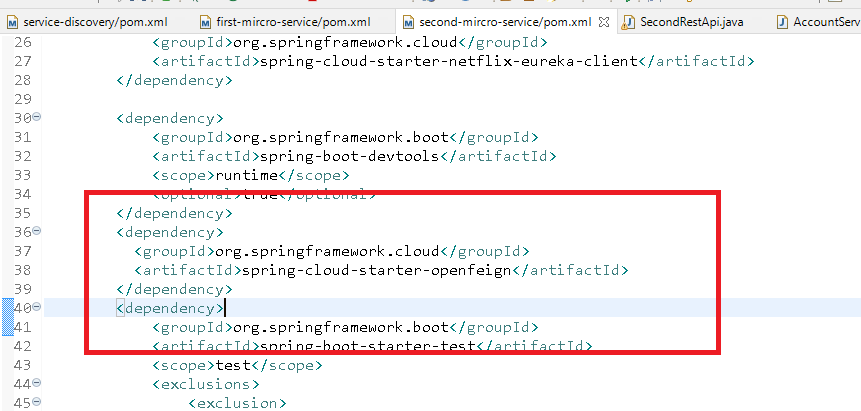 service-discovery/pom.xml first-mircro-service/pom.xml second-mircro-service/pom.xml SecondRestApi.java AccountServ
26 <groupId>org.springframework.cloud</groupId>
27 <artifactId>spring-cloud-starter-netflix-eureka-client</artifactId>
28 </dependency>
29
30 <dependency>
31 <groupId>org.springframework.boot</groupId>
32 <artifactId>spring-boot-devtools</artifactId>
33 <scope>runtime</scope>
34 <optional>true</optional>
35 </dependency>
36 <dependency>
37 <groupId>org.springframework.cloud</groupId>
38 <artifactId>spring-cloud-starter-openfeign</artifactId>
39 </dependency>
40 <dependency>
41 <groupId>org.springframework.boot</groupId>
42 <artifactId>spring-boot-starter-test</artifactId>
43 <scope>test</scope>
44 <exclusions>
45 <exclusion>